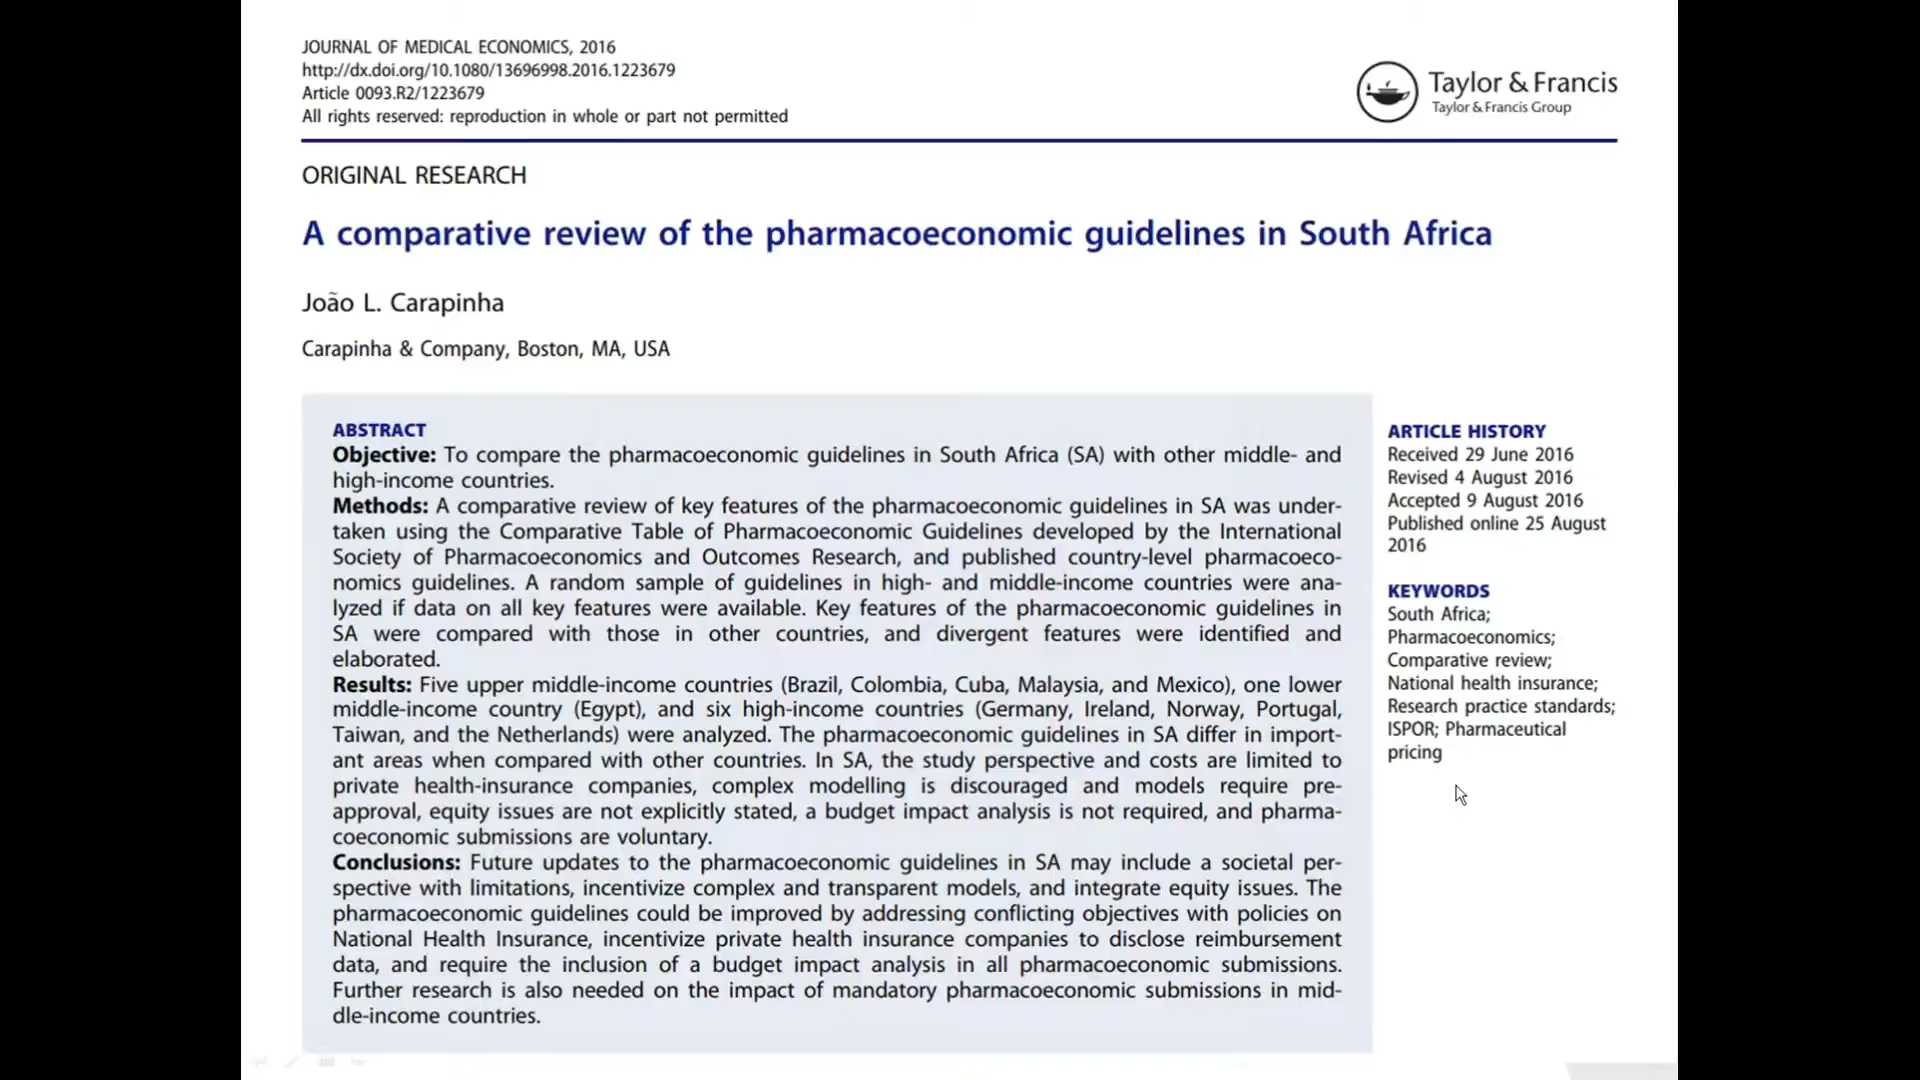 JOURNAL OF MEDICAL ECONOMICS, 2016
http://dx.doi.org/10.1080/13696998.2016.1223679
Article 0093.R2/1223679
All rights reserved: reproduction in whole or part not permitted
Taylor & Francis
Taylor & Francis Group
ORIGINAL RESEARCH
A comparative review of the pharmacoeconomic guidelines in South Africa
João L. Carapinha
Carapinha & Company, Boston, MA, USA
ABSTRACT
Objective: To compare the pharmacoeconomic guidelines in South Africa (SA) with other middle- and
high-income countries.
Methods: A comparative review of key features of the pharmacoeconomic guidelines in SA was under-
taken using the Comparative Table of Pharmacoeconomic Guidelines developed by the International
Society of Pharmacoeconomics and Outcomes Research, and published country-level pharmacoeco-
nomics guidelines. A random sample of guidelines in high- and middle-income countries were ana-
lyzed if data on all key features were available. Key features of the pharmacoeconomic guidelines in
SA were compared with those in other countries, and divergent features were identified and
elaborated.
Results: Five upper middle-income countries (Brazil, Colombia, Cuba, Malaysia, and Mexico), one lower
middle-income country (Egypt), and six high-income countries (Germany, Ireland, Norway, Portugal,
Taiwan, and the Netherlands) were analyzed. The pharmacoeconomic guidelines in SA differ in import-
ant areas when compared with other countries. In SA, the study perspective and costs are limited to
private health-insurance companies, complex modelling is discouraged and models require pre-
approval, equity issues are not explicitly stated, a budget impact analysis is not required, and pharma-
coeconomic submissions are voluntary.
Conclusions: Future updates to the pharmacoeconomic guidelines in SA may include a societal per-
spective with limitations, incentivize complex and transparent models, and integrate equity issues. The
pharmacoeconomic guidelines could be improved by addressing conflicting objectives with policies on
National Health Insurance, incentivize private health insurance companies to disclose reimbursement
data, and require the inclusion of a budget impact analysis in all pharmacoeconomic submissions.
Further research is also needed on the impact of mandatory pharmacoeconomic submissions in mid-
dle-income countries.
ARTICLE HISTORY
Received 29 June 2016
Revised 4 August 2016
Accepted 9 August 2016
Published online 25 August
2016
KEYWORDS
South Africa;
Pharmacoeconomics;
Comparative review;
National health insurance;
Research practice standards;
ISPOR; Pharmaceutical
pricing